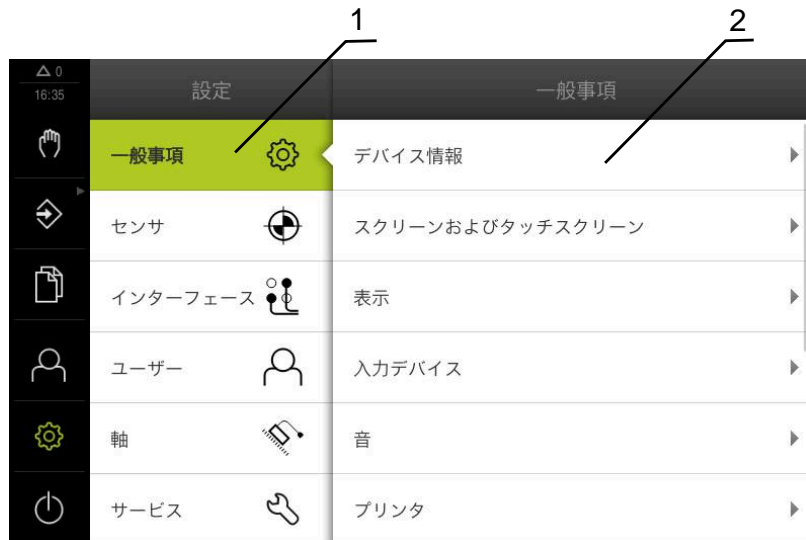 1
2
△ 0
16:35
設定
一般事項
一般事項
デバイス情報
センサ
スクリーンおよびタッチスクリーン
インターフェース
表示
ユーザー
入力デバイス
軸
音
サービス
プリンタ